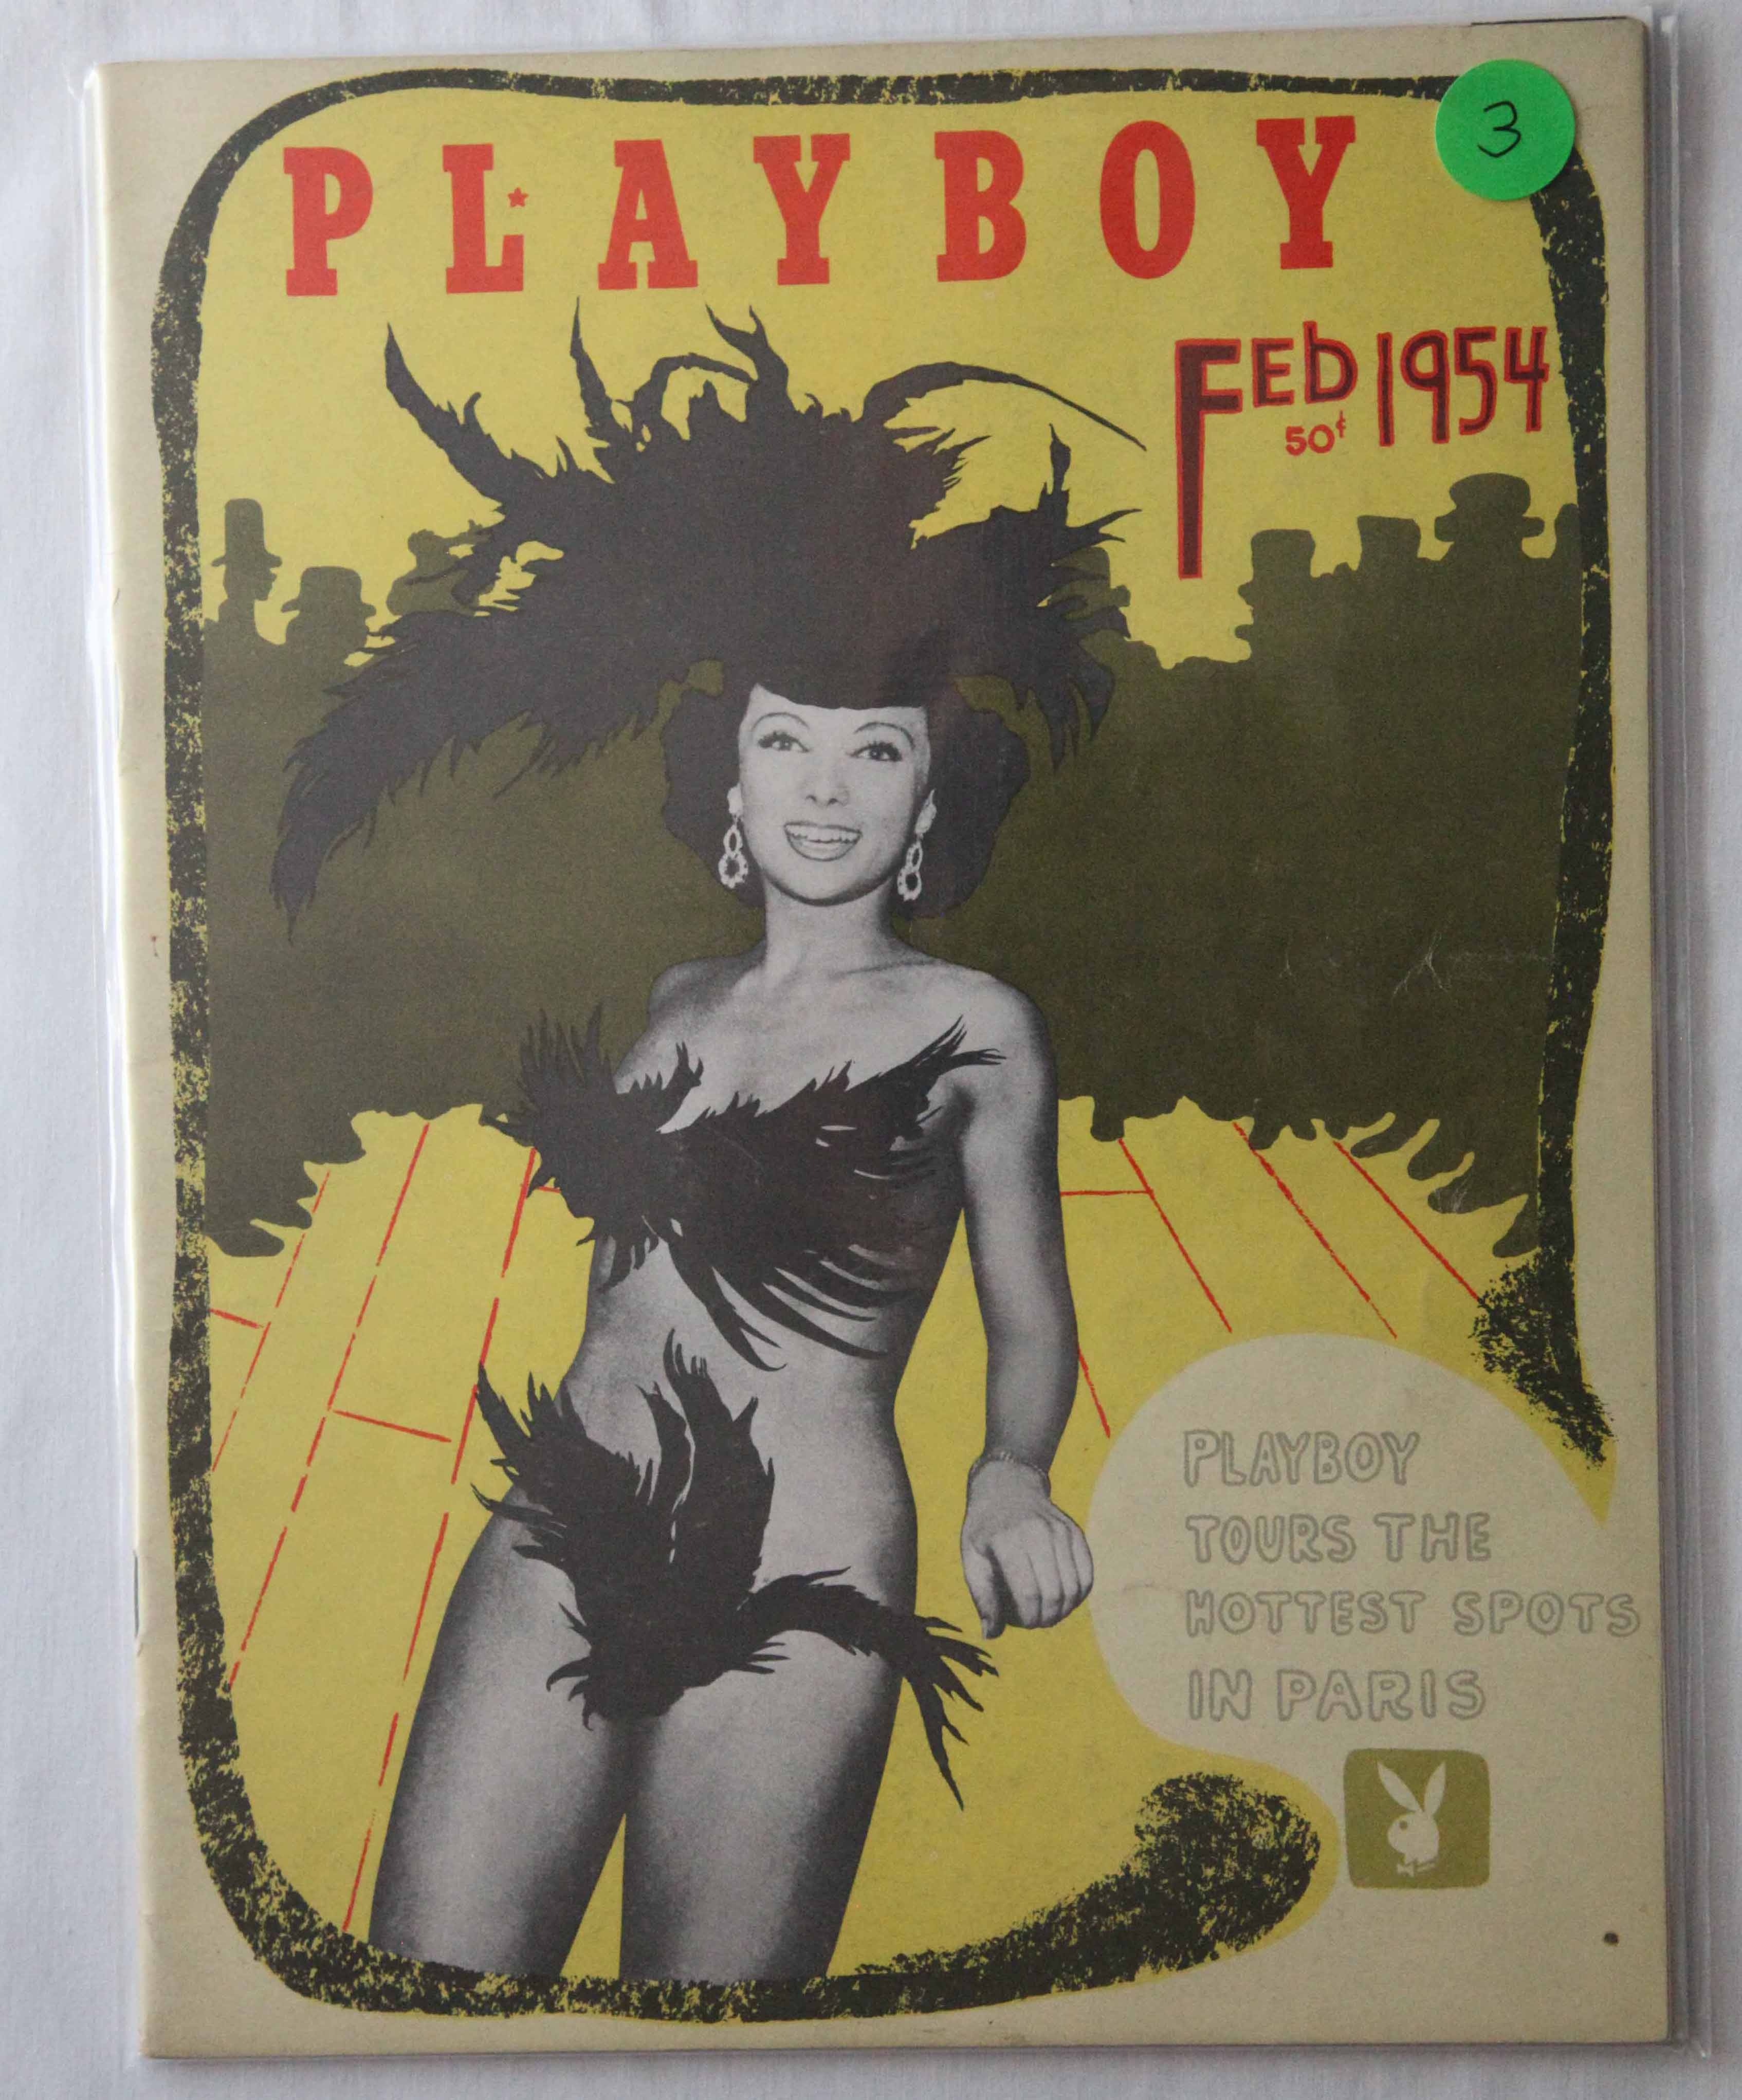 3
PLAYBOY
FEB 1954
50¢
PLAYBOY
TOURS THE
HOTTEST SPOTS
IN PARIS